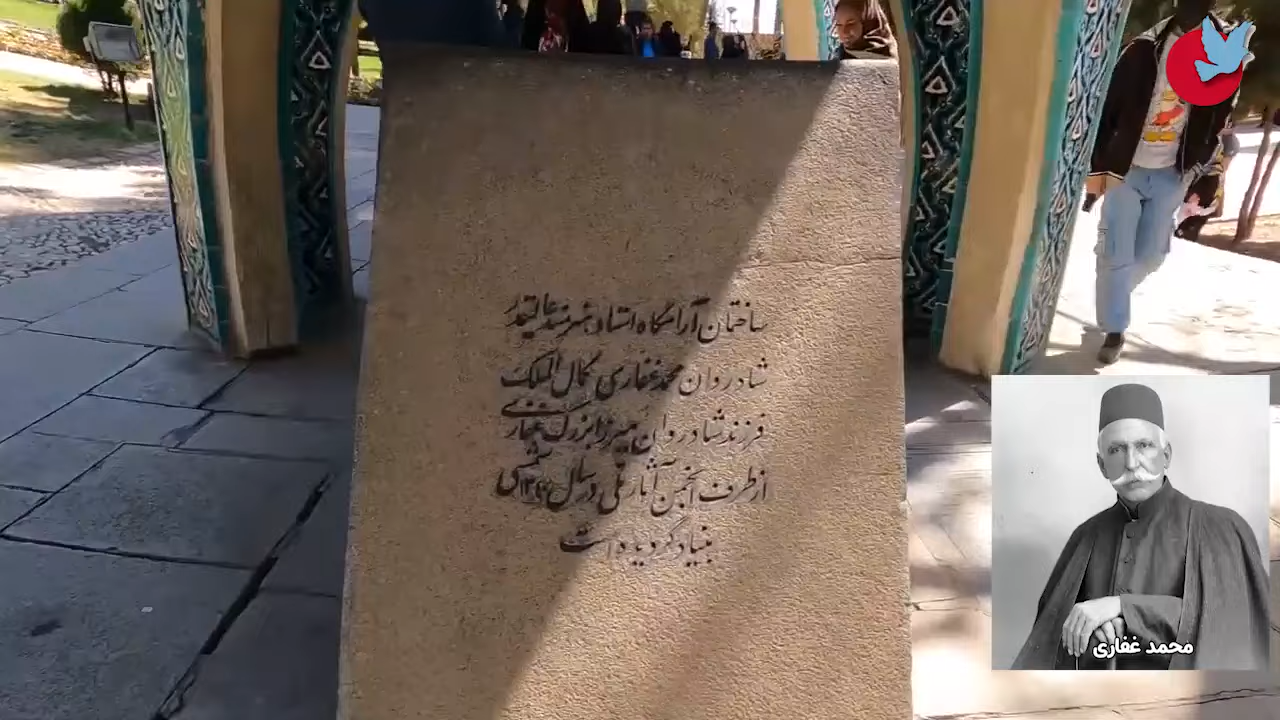 ساختمان آرامگاه استاد هنرمند عالیقدر
شادروان محمد غفاری کمال الملک
فرزند شادروان میرزا بزرگ غفاری
از طرف انجمن آثار ملی در سال شمسی
بنیاد گردیده است
محمد غفاری